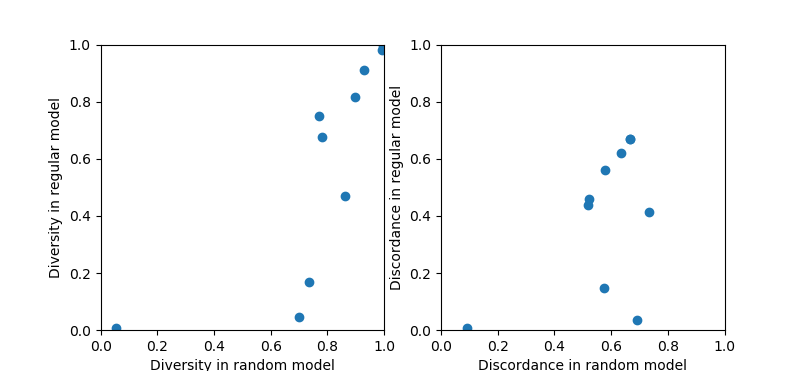 1.0
0.8
0.6
0.4
0.2
0.0
Diversity in regular model
0.0 0.2 0.4 0.6 0.8 1.0
Diversity in random model
1.0
0.8
0.6
0.4
0.2
0.0
Discordance in regular model
0.0 0.2 0.4 0.6 0.8 1.0
Discordance in random model